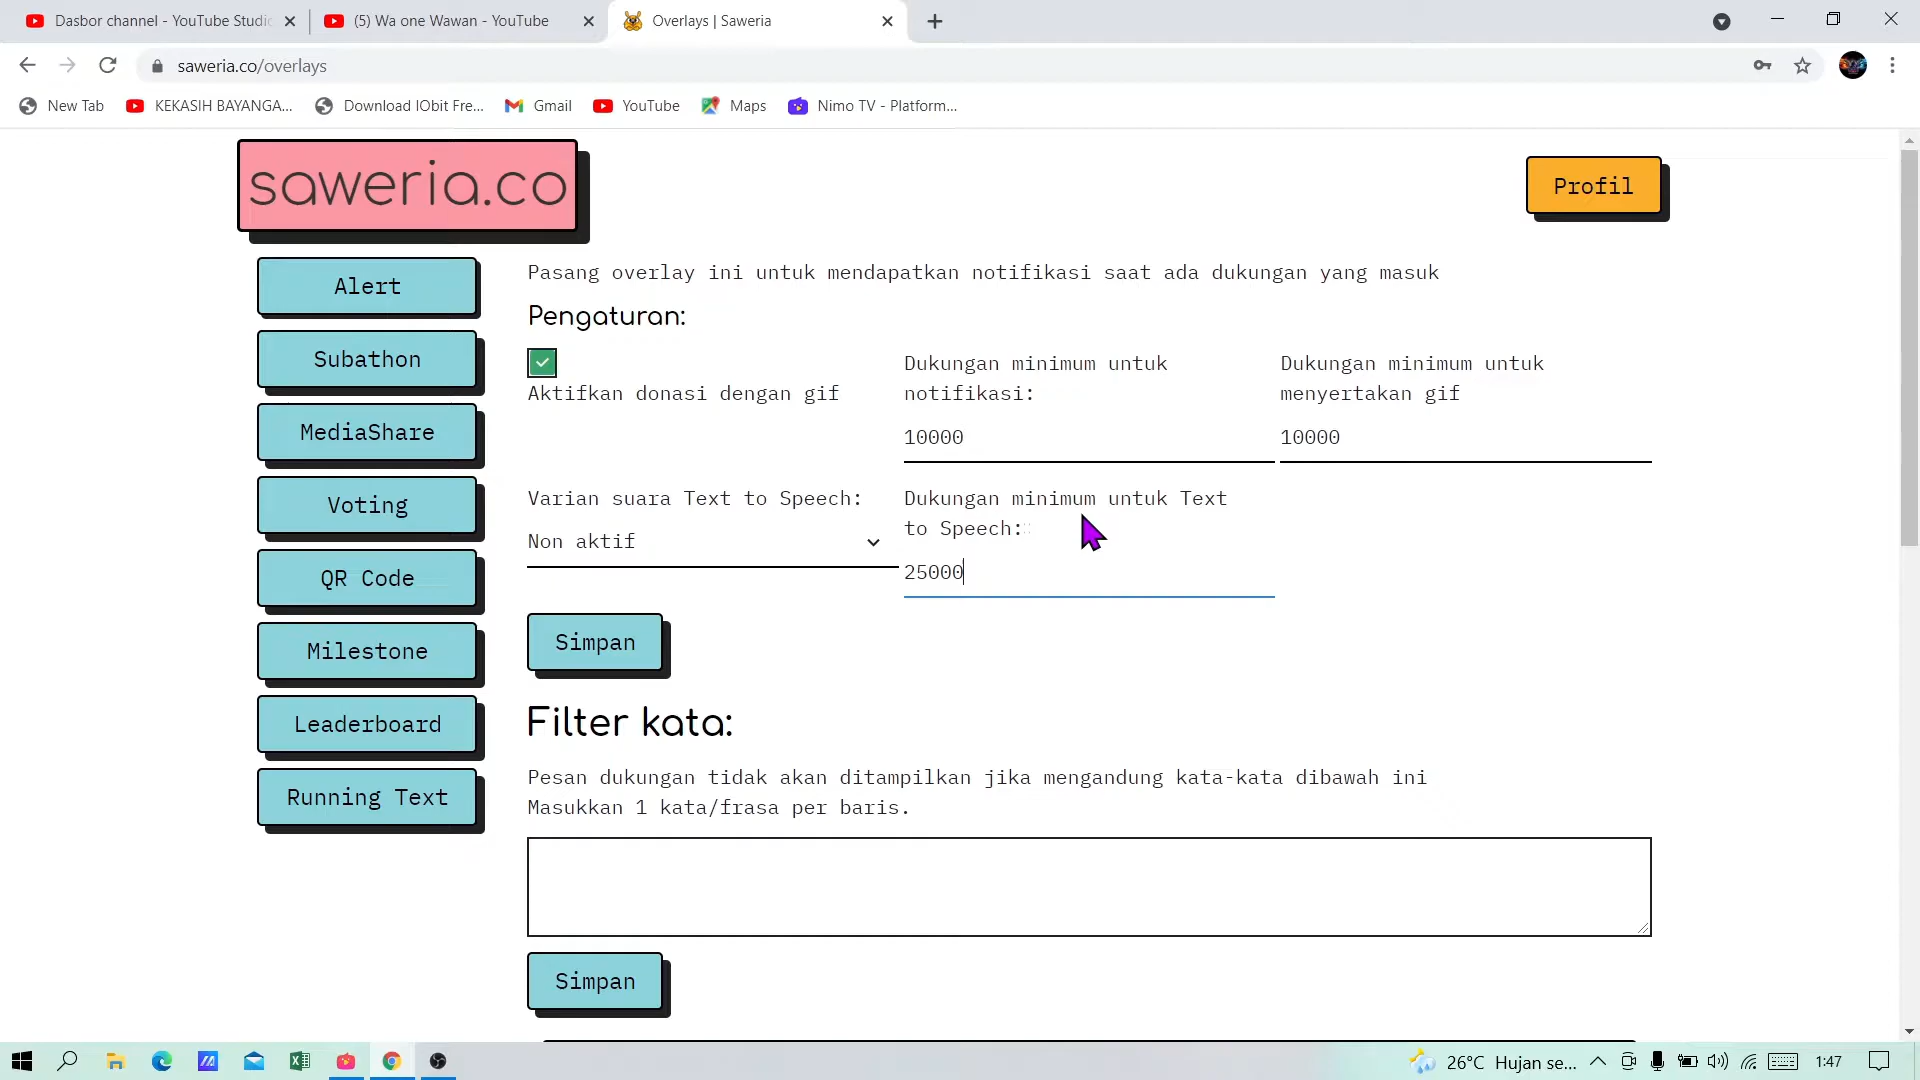 Dasbor channel - YouTube Studi
(5) Wa one Wawan - YouTube
Overlays | Saweria
saweria.co/overlays
New Tab
KEKASIH BAYANGA...
Download IObit Fre...
Gmail
YouTube
Maps
Nimo TV - Platform...
saweria.co
Profil
Alert
Subathon
MediaShare
Voting
QR Code
Milestone
Leaderboard
Running Text
Pasang overlay ini untuk mendapatkan notifikasi saat ada dukungan yang masuk
Pengaturan:
Aktifkan donasi dengan gif
Dukungan minimum untuk
notifikasi:
10000
Dukungan minimum untuk
menyertakan gif
10000
Varian suara Text to Speech:
Non aktif
Dukungan minimum untuk Text
to Speech:
25000
Simpan
Filter kata:
Pesan dukungan tidak akan ditampilkan jika mengandung kata-kata dibawah ini
Masukkan 1 kata/frasa per baris.
Simpan
26°C Hujan se...
1:47